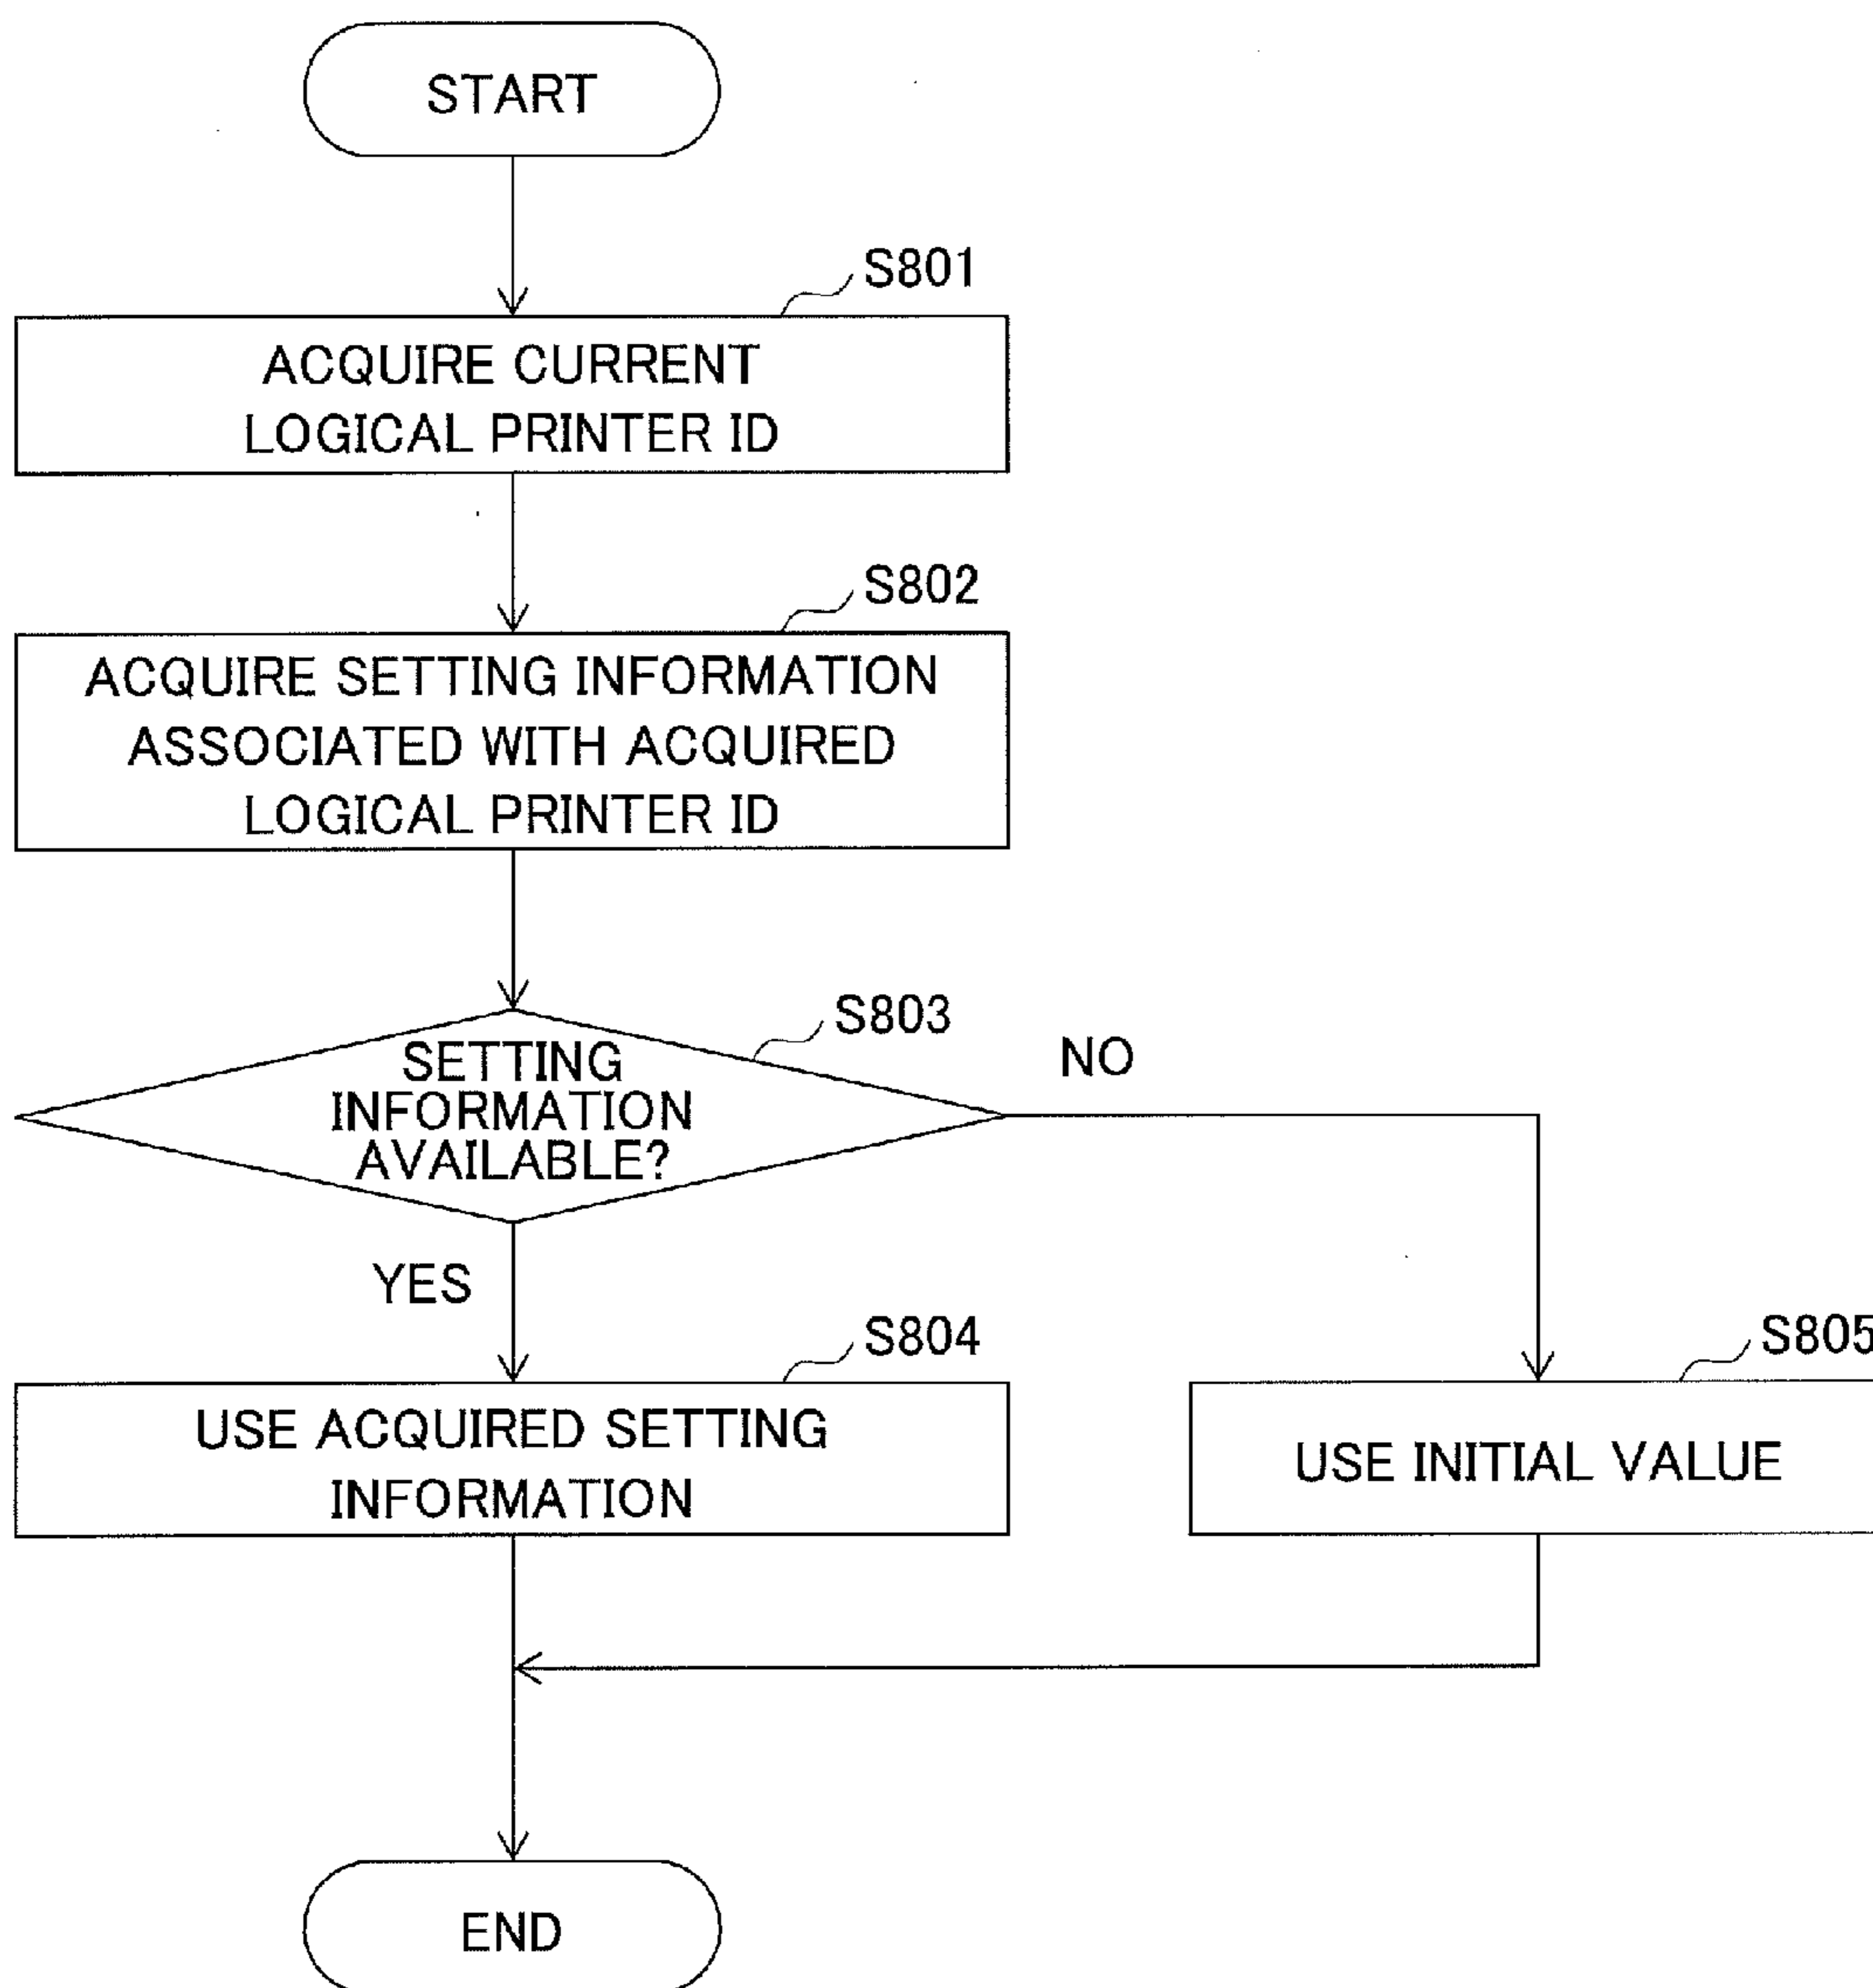 START
S801
ACQUIRE CURRENT
LOGICAL PRINTER ID
S802
ACQUIRE SETTING INFORMATION
ASSOCIATED WITH ACQUIRED
LOGICAL PRINTER ID
S803
SETTING
INFORMATION
AVAILABLE?
NO
YES
S804
USE ACQUIRED SETTING
INFORMATION
S805
USE INITIAL VALUE
END